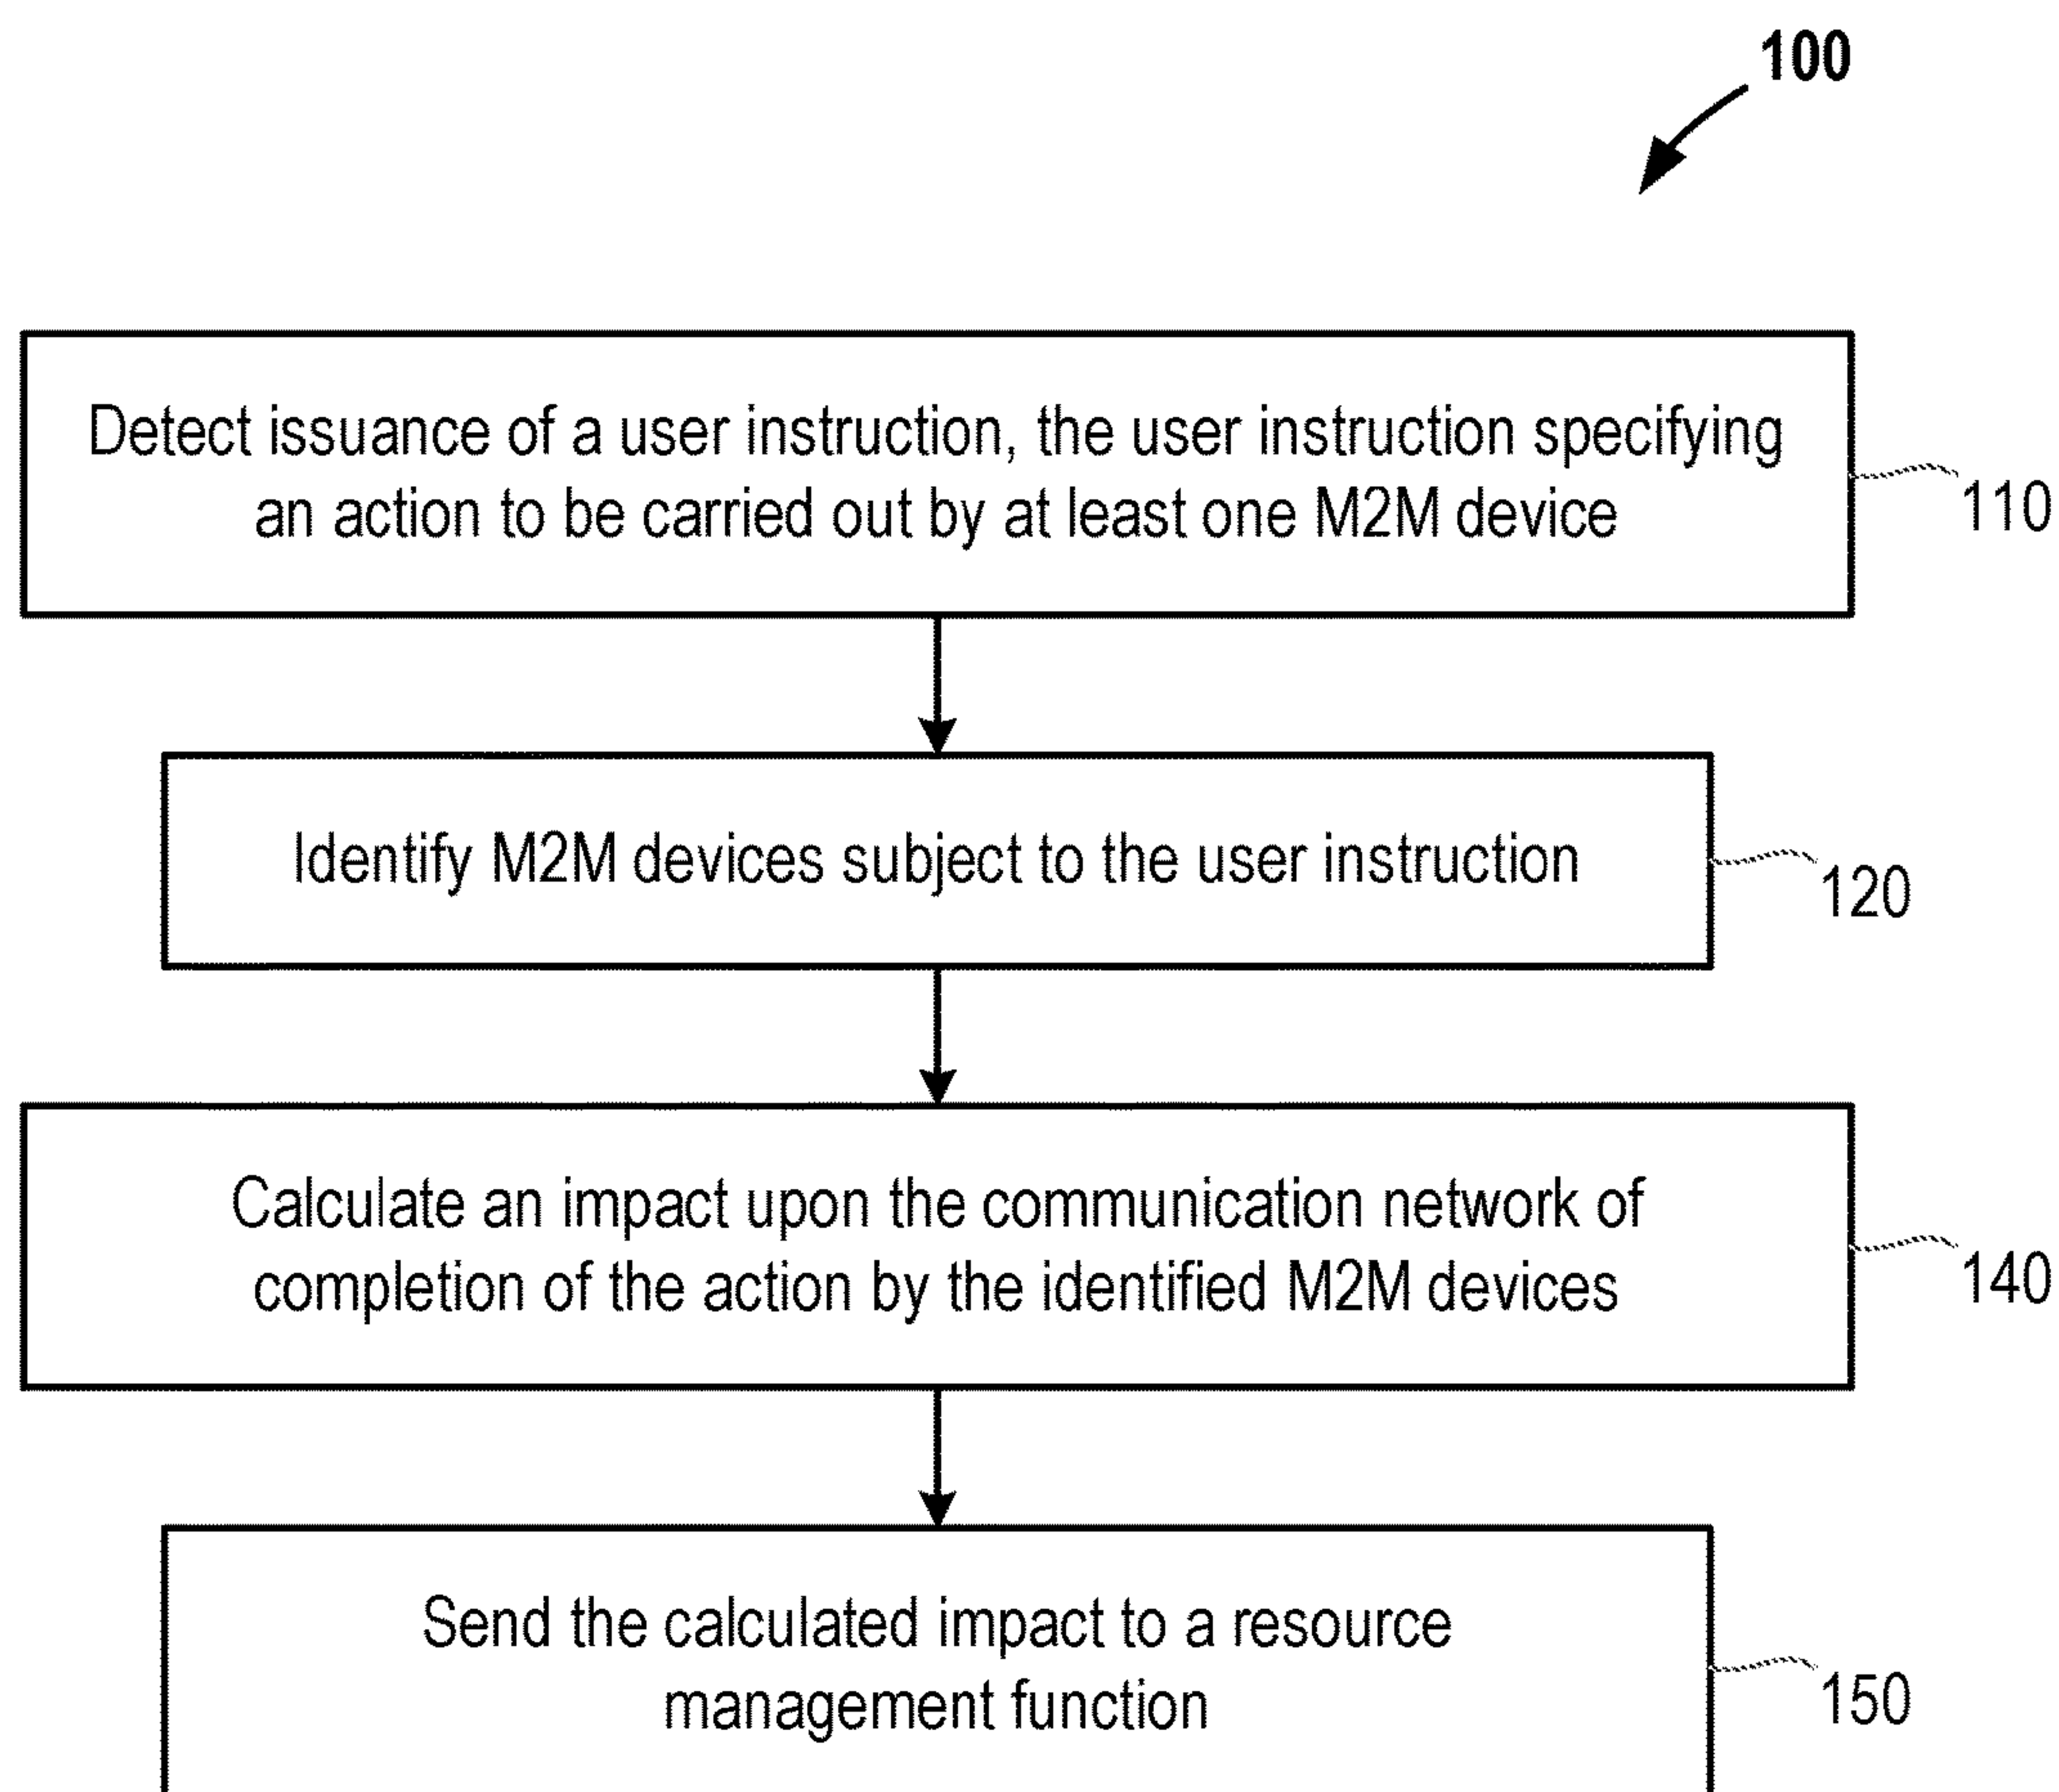 100
Detect issuance of a user instruction, the user instruction specifying
an action to be carried out by at least one M2M device
110
Identify M2M devices subject to the user instruction
120
Calculate an impact upon the communication network of
completion of the action by the identified M2M devices
140
Send the calculated impact to a resource
management function
150